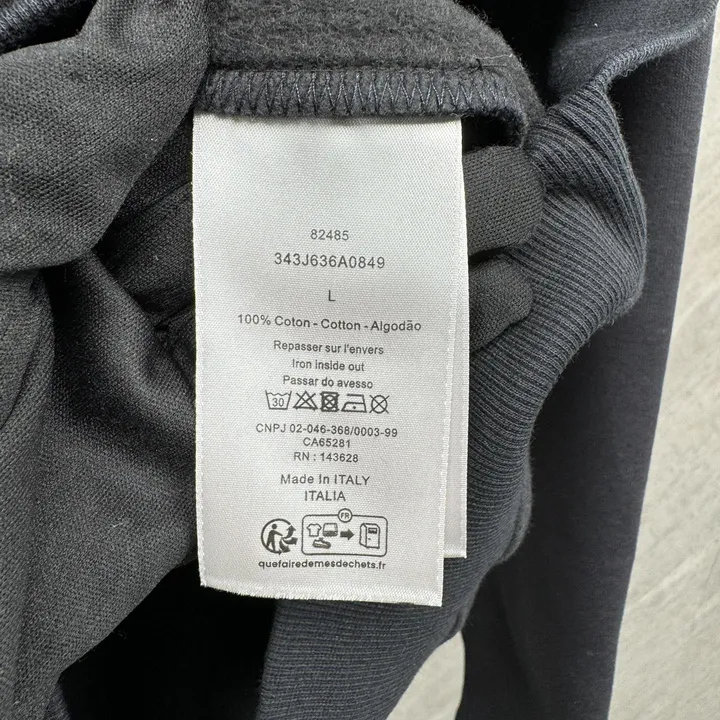 82485
343J636A0849
L
100% Coton - Cotton - Algodão
Repasser sur l'envers
Iron inside out
Passar do avesso
30
CNPJ 02-046-368/0003-99
CA65281
RN : 143628
Made In ITALY
ITALIA
FR
quefairedemesdechets.fr